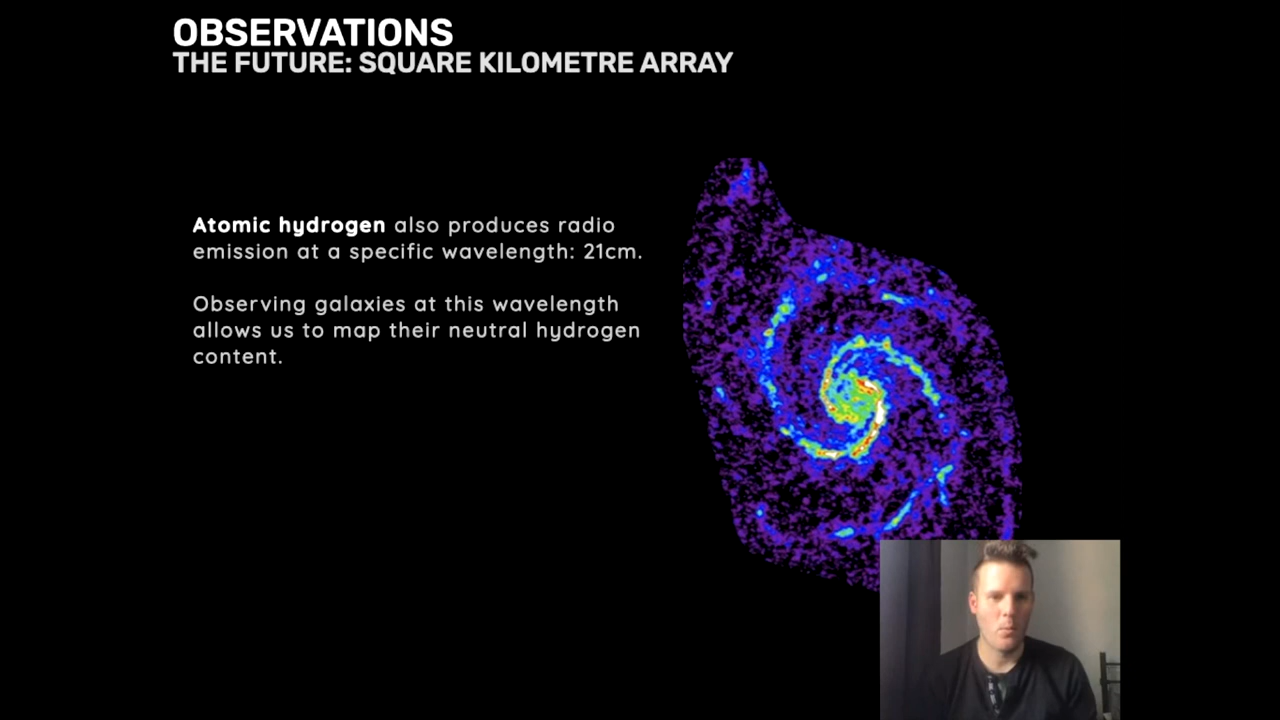 OBSERVATIONS
THE FUTURE: SQUARE KILOMETRE ARRAY
Atomic hydrogen also produces radio
emission at a specific wavelength: 21cm.
Observing galaxies at this wavelength
allows us to map their neutral hydrogen
content.